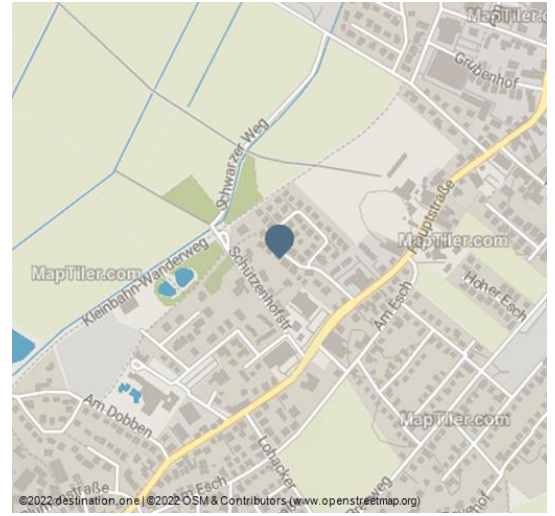 MapTiler.com
Grubenhof
Schwarzer Weg
Hauptstraße
MapTiler.com
Kleinbahn-Wanderweg
MapTiler.com
Schützenhofstr.
Hoher Esch
Am Esch
MapTiler.com
Am Dobben
Lohacker
Esch
©2022 destination.one | ©2022 OSM & Contributors (www.openstreetmap.org)